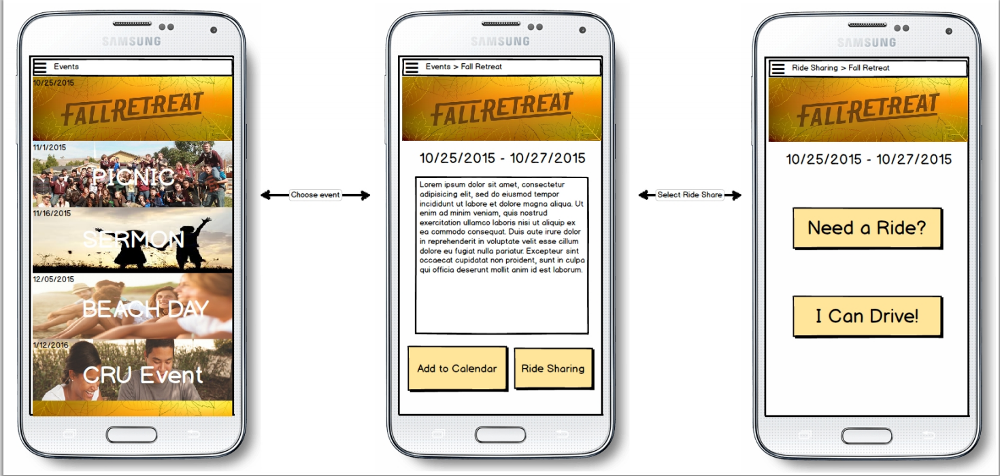 SAMSUNG
Events
10/25/2015
FALLRETREAT
11/1/2015
PICNIC
11/16/2015
SERMON
12/05/2015
BEACH DAY
1/12/2016
CRU Event
Choose event
SAMSUNG
Events > Fall Retreat
FALLRETREAT
10/25/2015 - 10/27/2015
Lorem ipsum dolor sit amet, consectetur
adipisicing elit, sed do eiusmod tempor
incididunt ut labore et dolore magna aliqua. Ut
enim ad minim veniam, quis nostrud
exercitation ullamco laboris nisi ut aliquip ex
ea commodo consequat. Duis aute irure dolor
in reprehenderit in voluptate velit esse cillum
dolore eu fugiat nulla pariatur. Excepteur sint
occaecat cupidatat non proident, sunt in culpa
qui officia deserunt mollit anim id est laborum.
Add to Calendar
Ride Sharing
Select Ride Share
SAMSUNG
Ride Sharing > Fall Retreat
FALLRETREAT
10/25/2015 - 10/27/2015
Need a Ride?
I Can Drive!